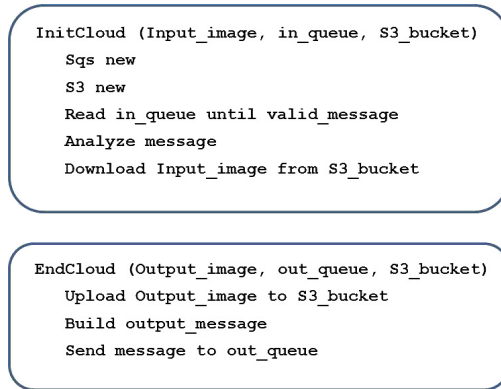 InitCloud (Input_image, in_queue, S3_bucket)
Sqs new
S3 new
Read in_queue until valid_message
Analyze message
Download Input_image from S3_bucket
EndCloud (Output_image, out_queue, S3_bucket)
Upload Output_image to S3_bucket
Build output_message
Send message to out_queue